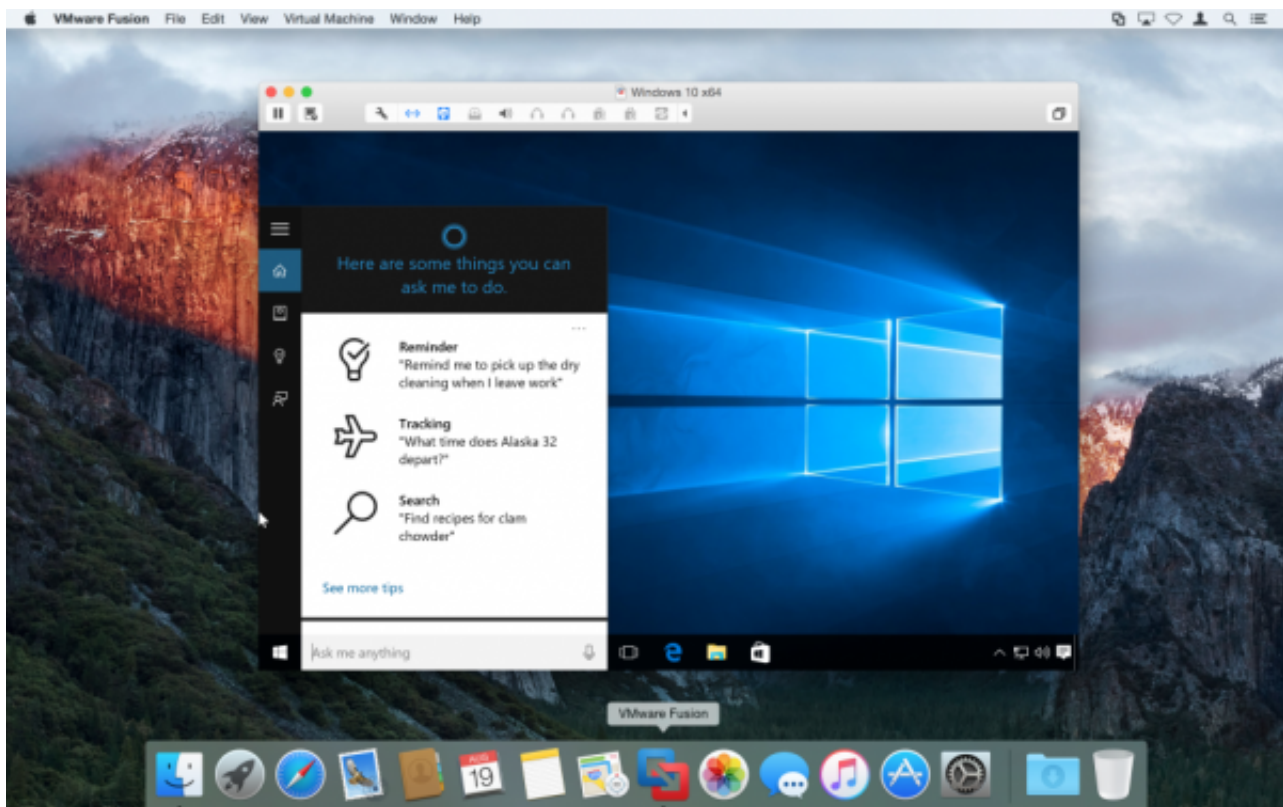 VMware Fusion File Edit View Virtual Machine Window Help
Windows 10 x64
Here are some things you can
ask me to do.
Reminder
"Remind me to pick up the dry
cleaning when I leave work"
Tracking
"What time does Alaska 32
depart?"
Search
"Find recipes for clam
chowder"
See more tips
Ask me anything
VMware Fusion
AUG
19